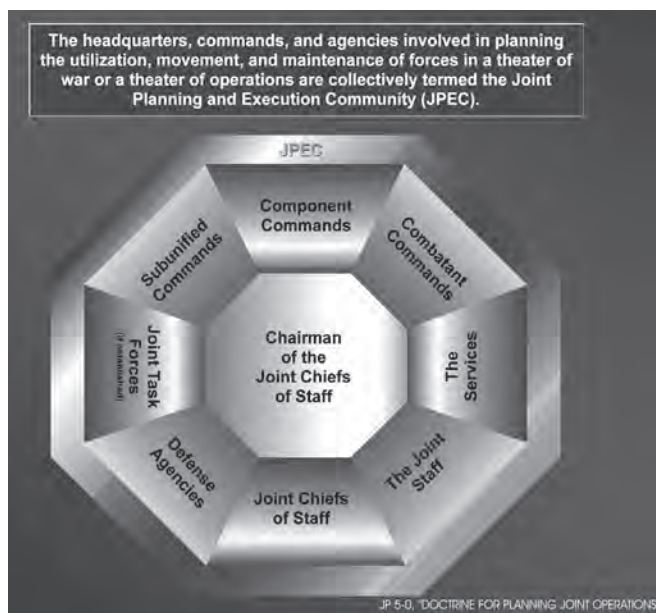 The headquarters, commands, and agencies involved in planning
the utilization, movement, and maintenance of forces in a theater of
war or a theater of operations are collectively termed the Joint
Planning and Execution Community (JPEC).
JPEC
Component
Commands
Combatant
Commands
The
Services
The Joint
Staff
Joint Chiefs
of Staff
Defense
Agencies
Joint Task
Forces
Subunified
Commands
Chairman
of the
Joint Chiefs
of Staff
JP 5-0, "DOCTRINE FOR PLANNING JOINT OPERATIONS